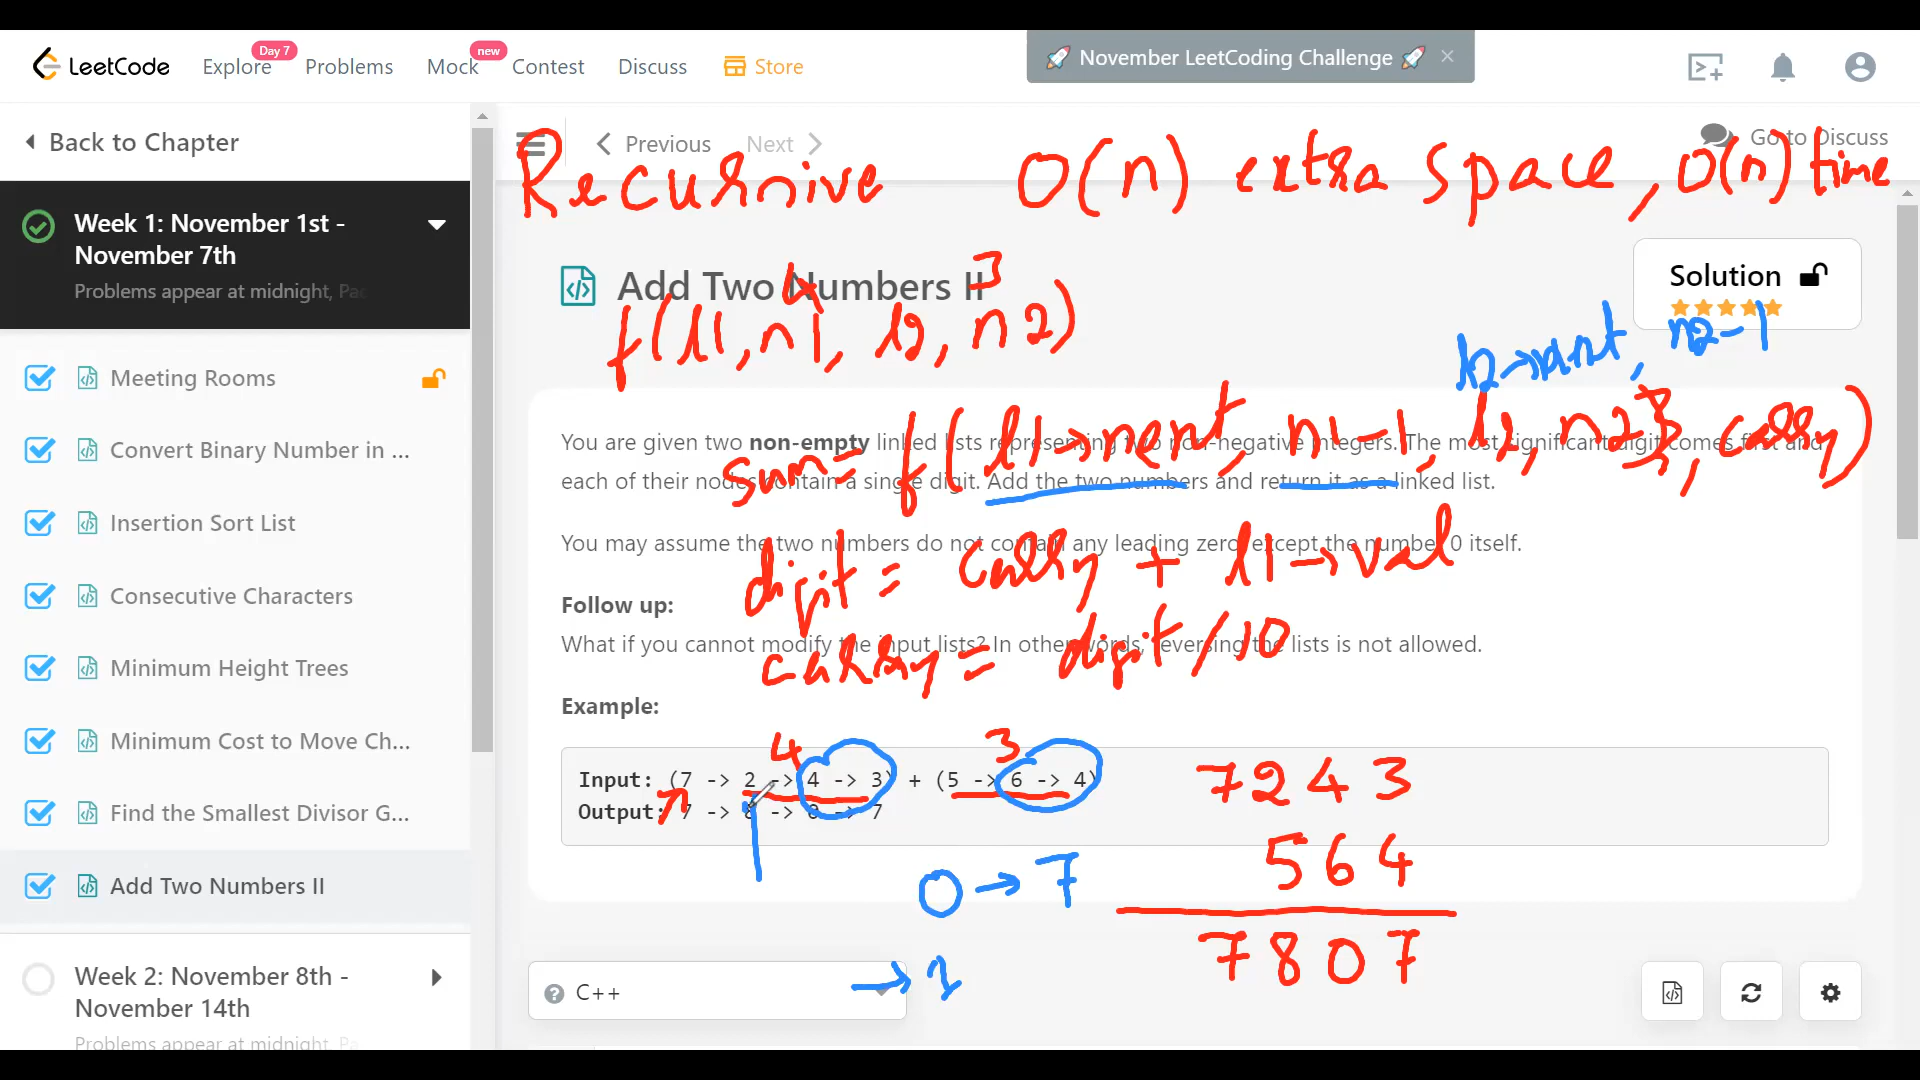 LeetCode
Explore
Day 7
Problems
Mock
new
Contest
Discuss
Store
🚀 November LeetCoding Challenge 🚀 ×
Back to Chapter
Previous
Next
Go to Discuss
Recursive O(n) extra space, O(n) time
Week 1: November 1st -
November 7th
Problems appear at midnight, Pac
Meeting Rooms
Convert Binary Number in ...
Insertion Sort List
Consecutive Characters
Minimum Height Trees
Minimum Cost to Move Ch...
Find the Smallest Divisor G...
Add Two Numbers II
Week 2: November 8th -
November 14th
Problems appear at midnight, Pa
Add Two Numbers II
Solution
4 3
f(l1, n1, l2, n2)
l2→next, n2-1
You are given two non-empty linked lists representing two non-negative integers. The most significant digit comes first and
each of their nodes contain a single digit. Add the two numbers and return it as a linked list.
sum = f(l1→next, n1-1, l2, n2, carry)
You may assume the two numbers do not contain any leading zero, except the number 0 itself.
digit = carry + l1→val
Follow up:
What if you cannot modify the input lists? In other words, reversing the lists is not allowed.
carry = digit/10
Example:
4 3
Input: (7 -> 2 -> 4 -> 3) + (5 -> 6 -> 4)
Output: 7 -> 8 -> 0 -> 7
7243
564
7807
0 → 7
→ 1
C++